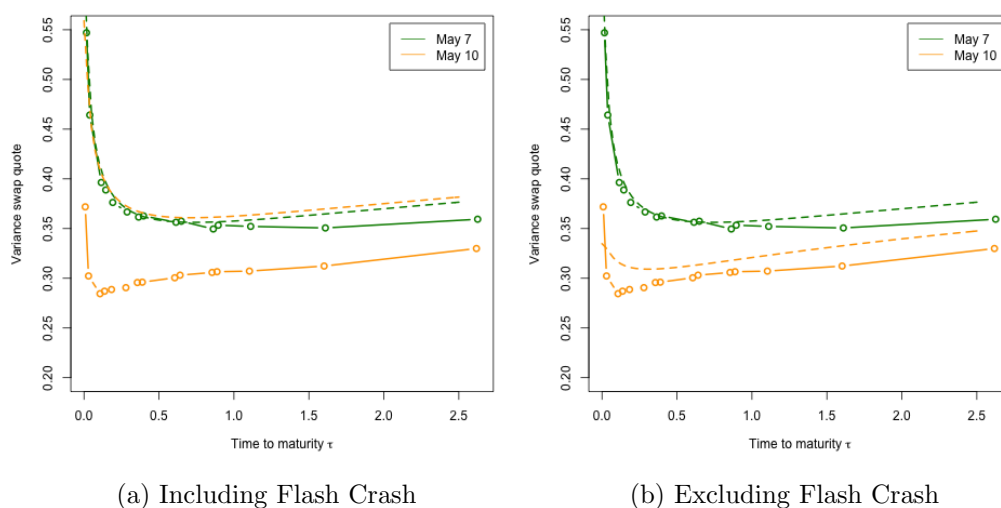 May 7
May 10
Variance swap quote
0.55
0.50
0.45
0.40
0.35
0.30
0.25
0.20
0.0 0.5 1.0 1.5 2.0 2.5
Time to maturity τ
(a) Including Flash Crash
May 7
May 10
Variance swap quote
0.55
0.50
0.45
0.40
0.35
0.30
0.25
0.20
0.0 0.5 1.0 1.5 2.0 2.5
Time to maturity τ
(b) Excluding Flash Crash